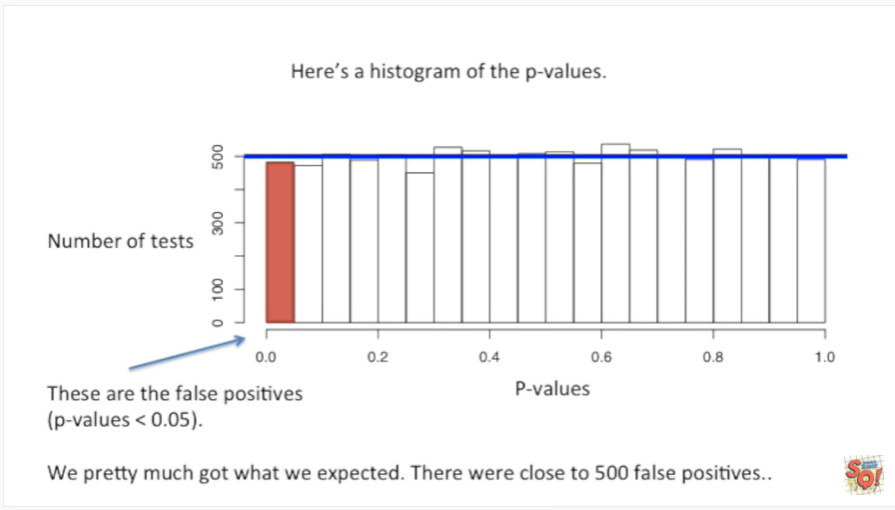 Here's a histogram of the p-values.
500
300
100
0
Number of tests
0.0 0.2 0.4 0.6 0.8 1.0
P-values
These are the false positives
(p-values < 0.05).
We pretty much got what we expected. There were close to 500 false positives..
SQ!